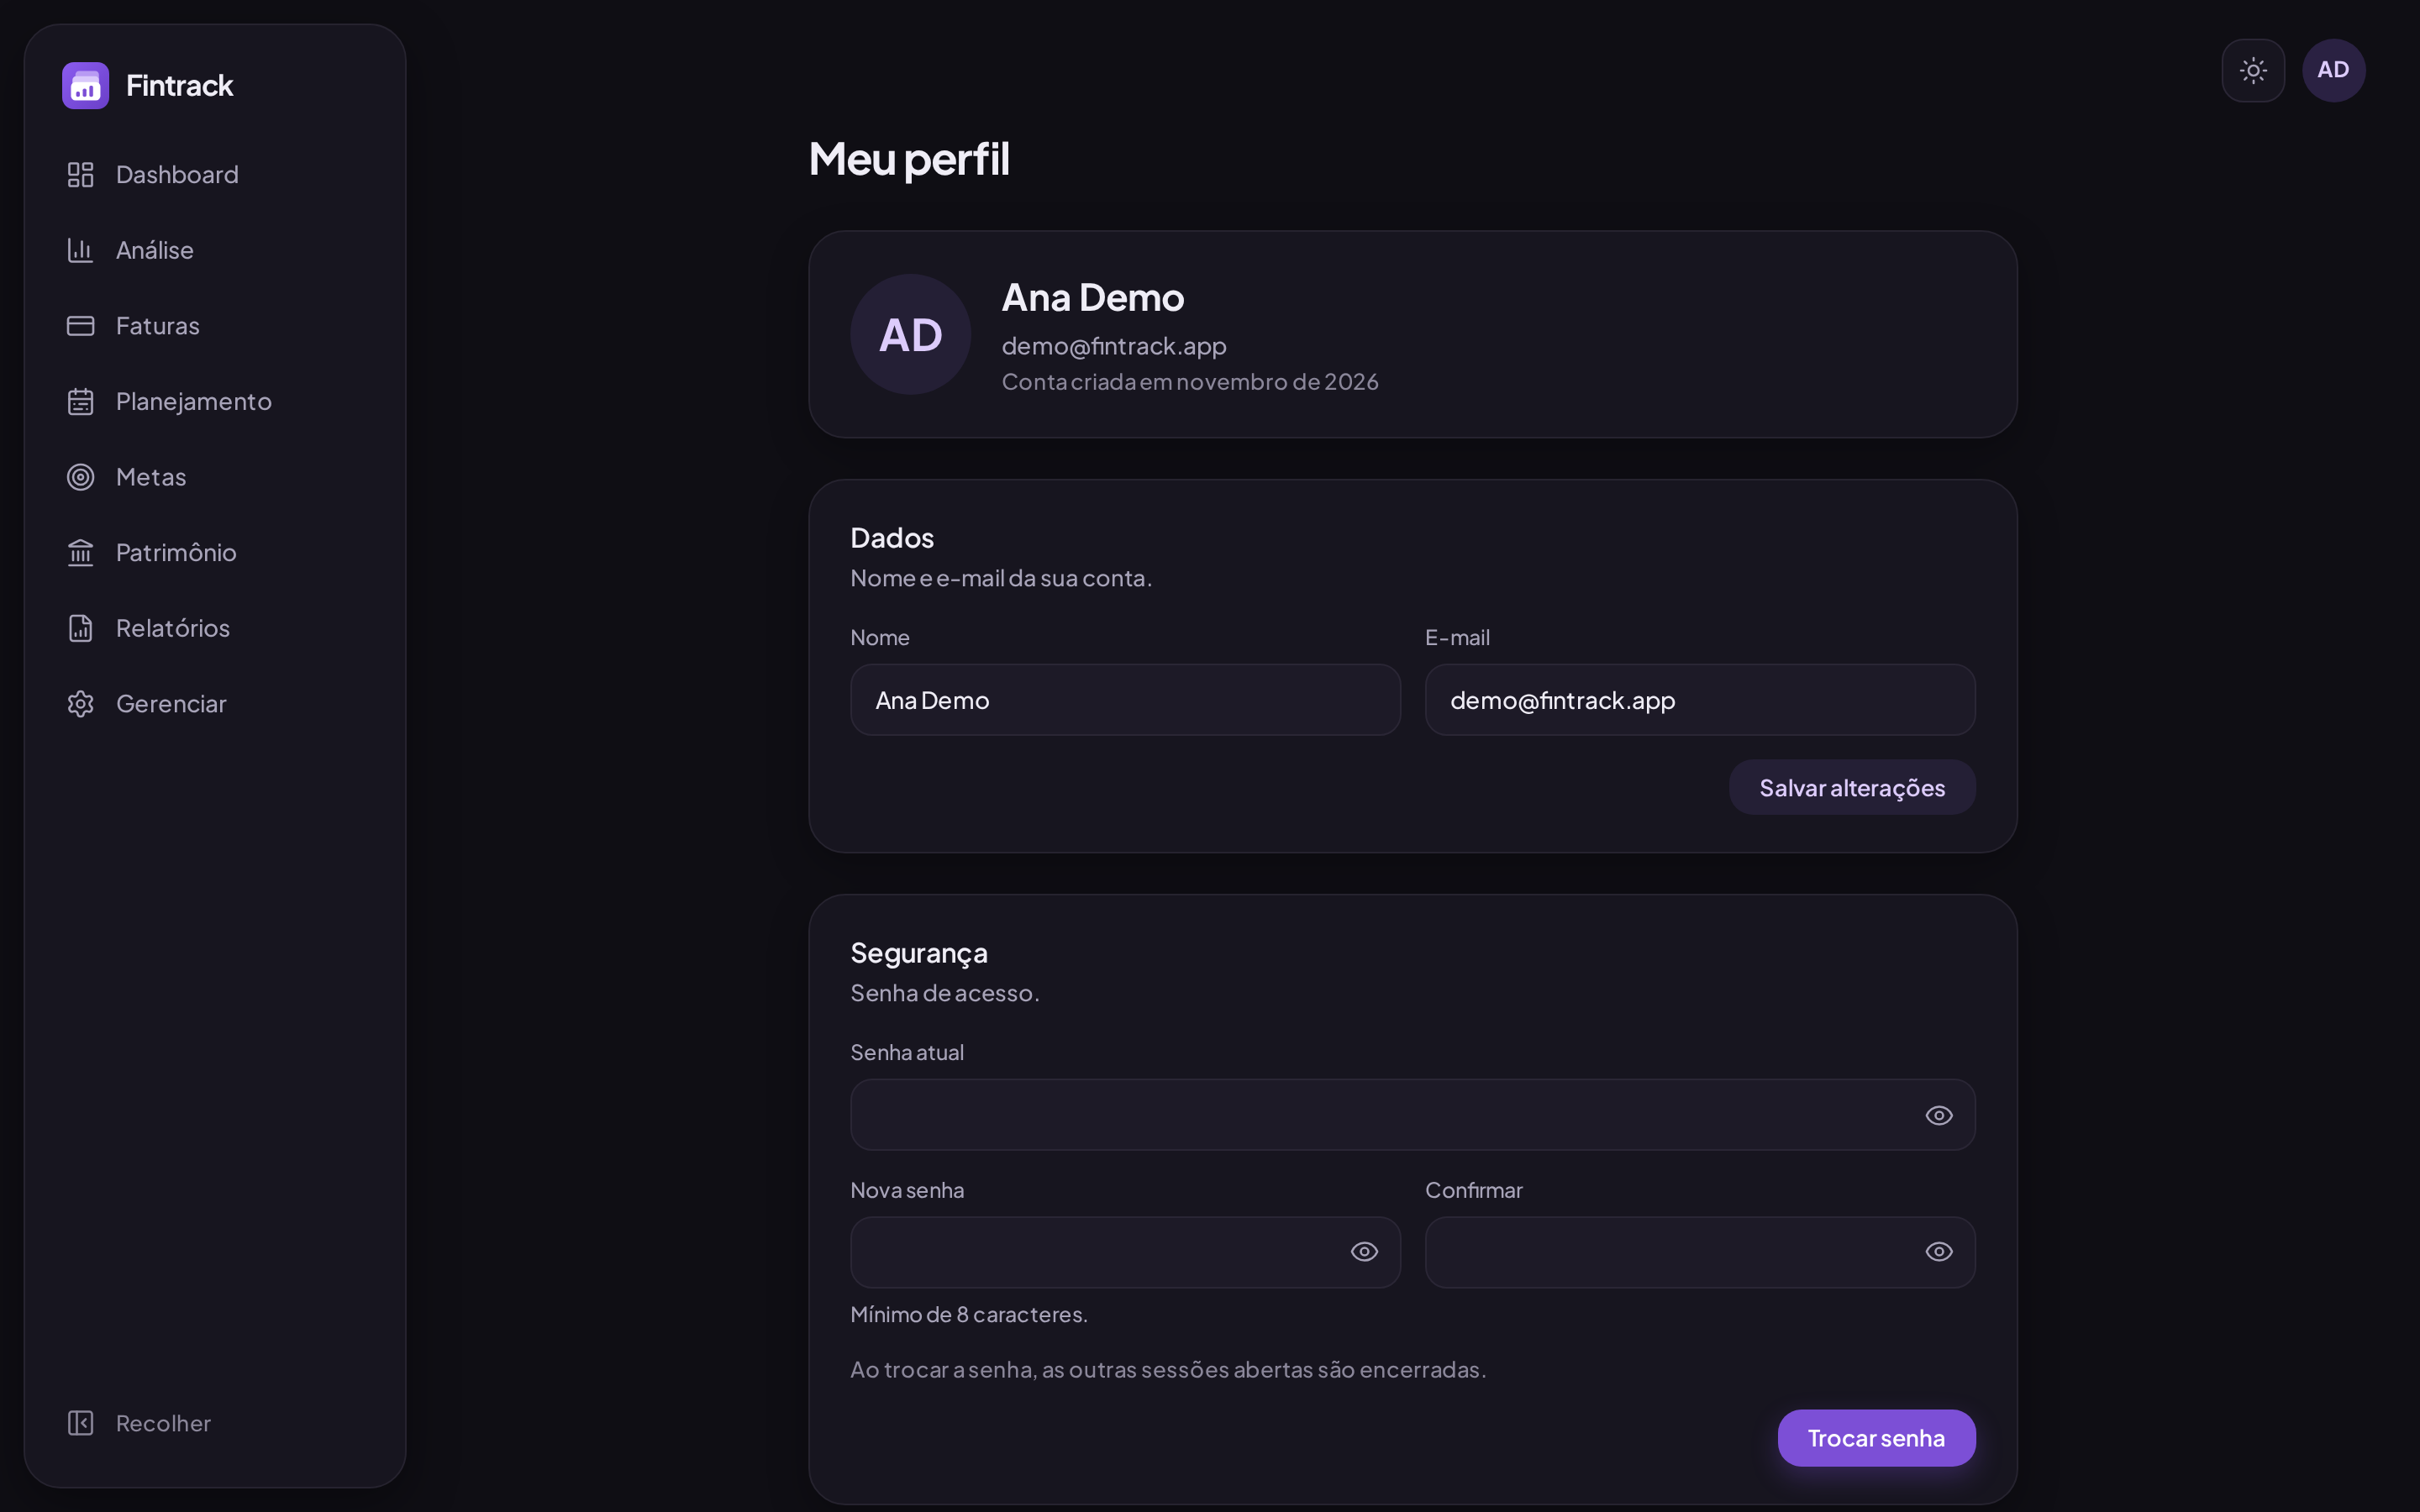 Fintrack
Dashboard
Análise
Faturas
Planejamento
Metas
Patrimônio
Relatórios
Gerenciar
Recolher
AD
Meu perfil
AD
Ana Demo
demo@fintrack.app
Conta criada em novembro de 2026
Dados
Nome e e-mail da sua conta.
Nome
E-mail
Ana Demo
demo@fintrack.app
Salvar alterações
Segurança
Senha de acesso.
Senha atual
Nova senha
Confirmar
Mínimo de 8 caracteres.
Ao trocar a senha, as outras sessões abertas são encerradas.
Trocar senha